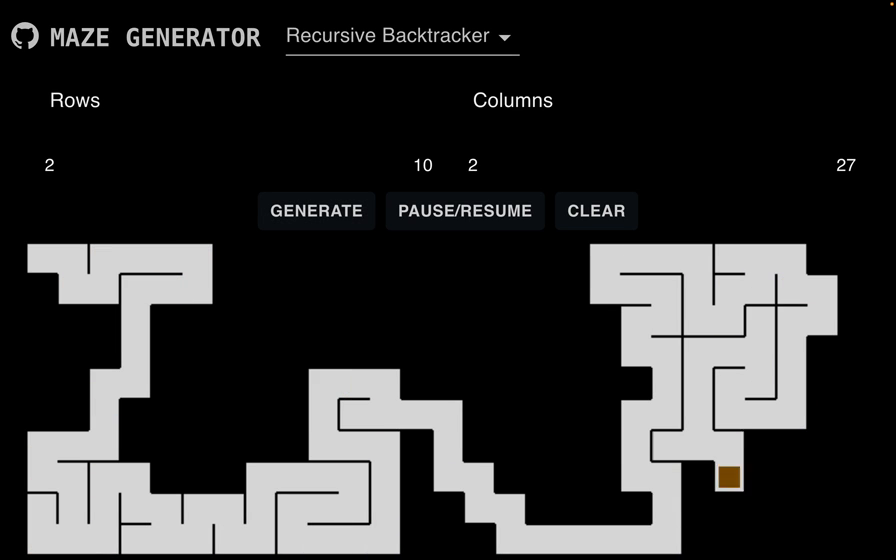 MAZE GENERATOR Recursive Backtracker
Rows Columns
2 10 2 27
GENERATE PAUSE/RESUME CLEAR